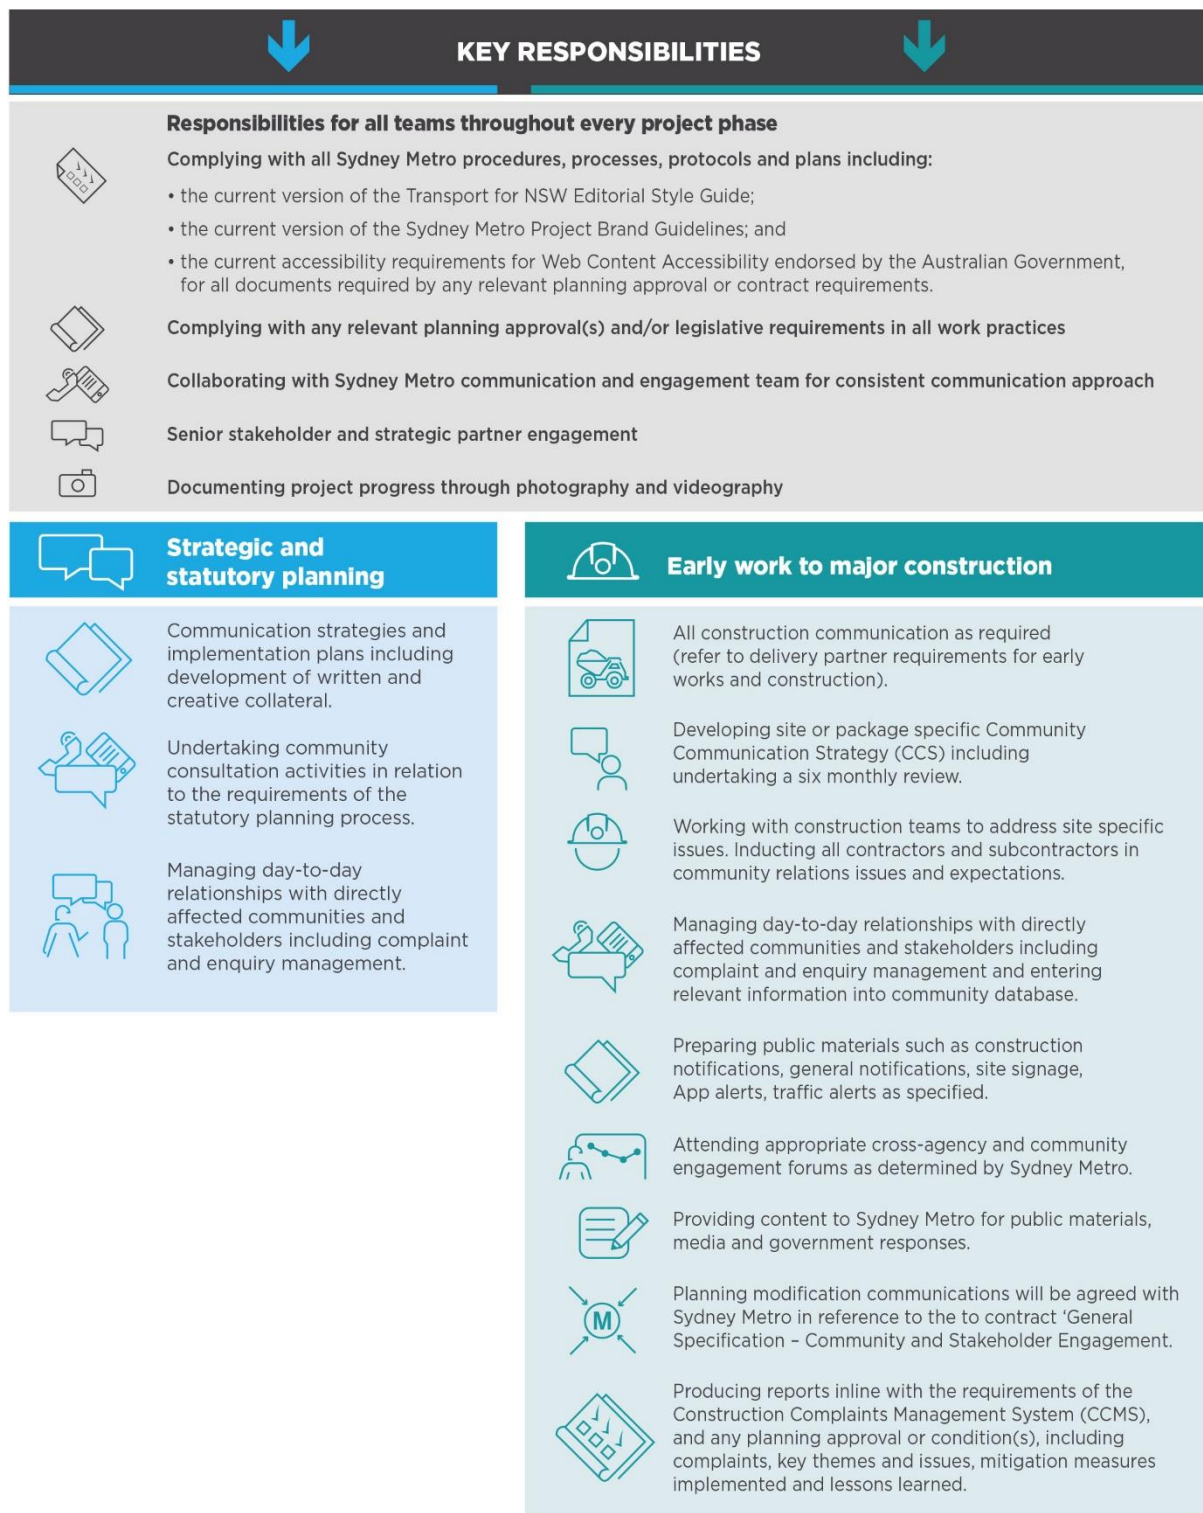 KEY RESPONSIBILITIES
Responsibilities for all teams throughout every project phase
Complying with all Sydney Metro procedures, processes, protocols and plans including:
• the current version of the Transport for NSW Editorial Style Guide;
• the current version of the Sydney Metro Project Brand Guidelines; and
• the current accessibility requirements for Web Content Accessibility endorsed by the Australian Government,
for all documents required by any relevant planning approval or contract requirements.
Complying with any relevant planning approval(s) and/or legislative requirements in all work practices
Collaborating with Sydney Metro communication and engagement team for consistent communication approach
Senior stakeholder and strategic partner engagement
Documenting project progress through photography and videography
Strategic and
statutory planning
Communication strategies and
implementation plans including
development of written and
creative collateral.
Undertaking community
consultation activities in relation
to the requirements of the
statutory planning process.
Managing day-to-day
relationships with directly
affected communities and
stakeholders including complaint
and enquiry management.
Early work to major construction
All construction communication as required
(refer to delivery partner requirements for early
works and construction).
Developing site or package specific Community
Communication Strategy (CCS) including
undertaking a six monthly review.
Working with construction teams to address site specific
issues. Inducting all contractors and subcontractors in
community relations issues and expectations.
Managing day-to-day relationships with directly
affected communities and stakeholders including
complaint and enquiry management and entering
relevant information into community database.
Preparing public materials such as construction
notifications, general notifications, site signage,
App alerts, traffic alerts as specified.
Attending appropriate cross-agency and community
engagement forums as determined by Sydney Metro.
Providing content to Sydney Metro for public materials,
media and government responses.
M
Planning modification communications will be agreed with
Sydney Metro in reference to the to contract ‘General
Specification – Community and Stakeholder Engagement.
Producing reports inline with the requirements of the
Construction Complaints Management System (CCMS),
and any planning approval or condition(s), including
complaints, key themes and issues, mitigation measures
implemented and lessons learned.